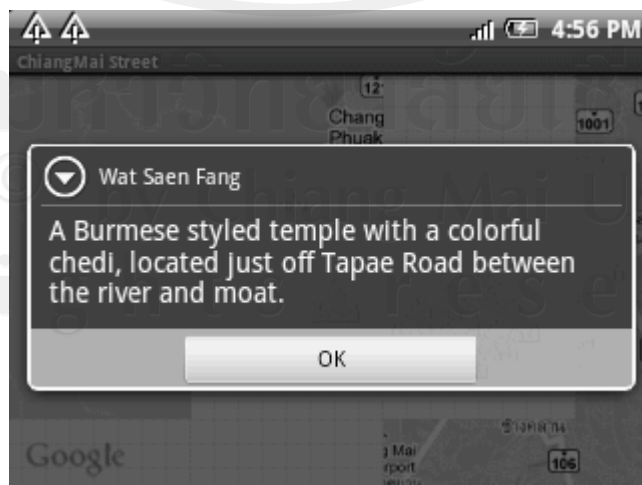 4:56 PM
ChiangMai Street
Chang
Phuak
1001
Wat Saen Fang
A Burmese styled temple with a colorful
chedi, located just off Tapae Road between
the river and moat.
OK
Google
Mai
106